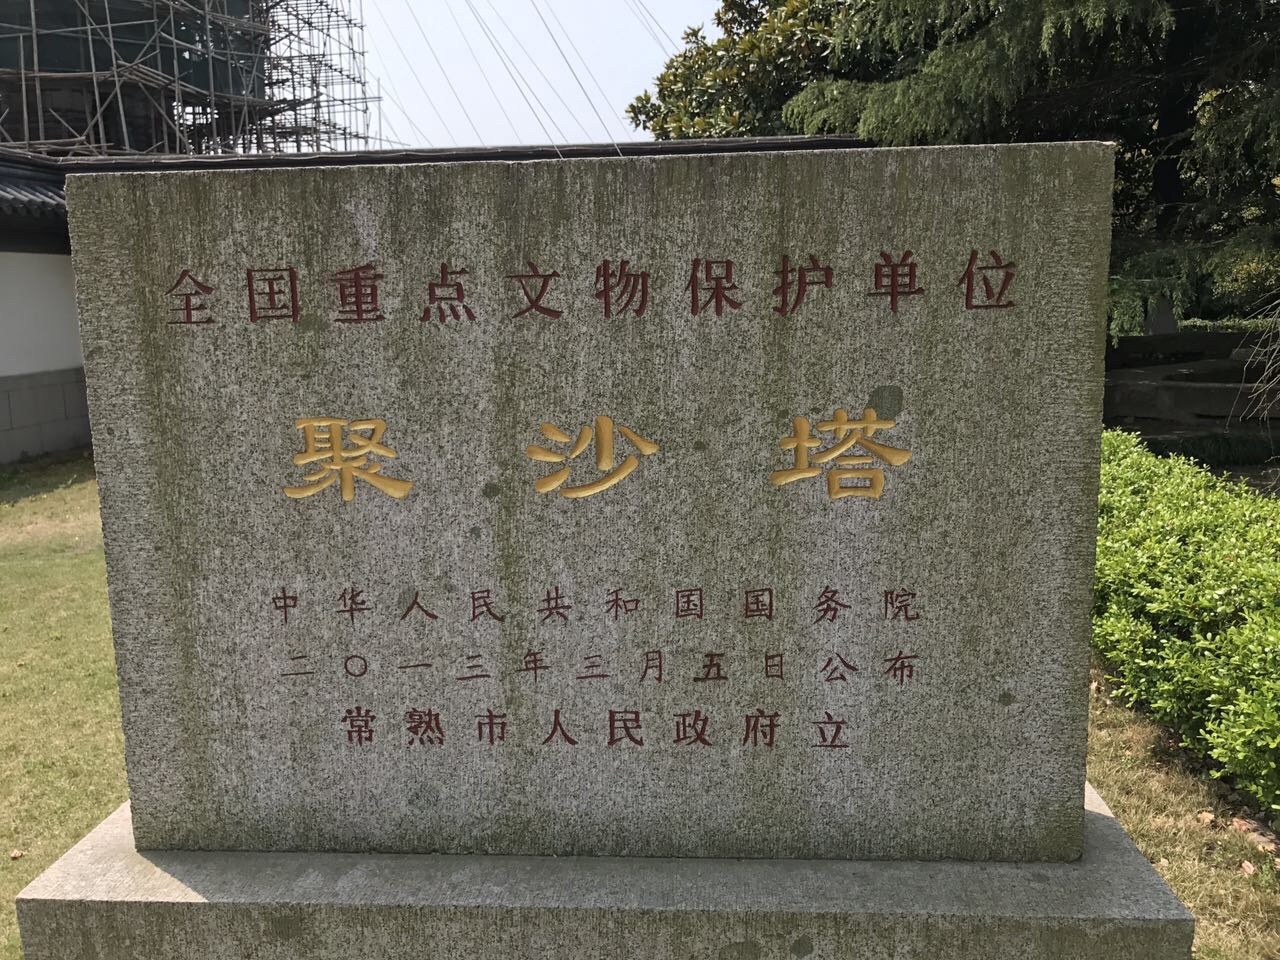 全国重点文物保护单位
聚沙塔
中华人民共和国国务院
二〇一三年三月五日公布
常熟市人民政府立